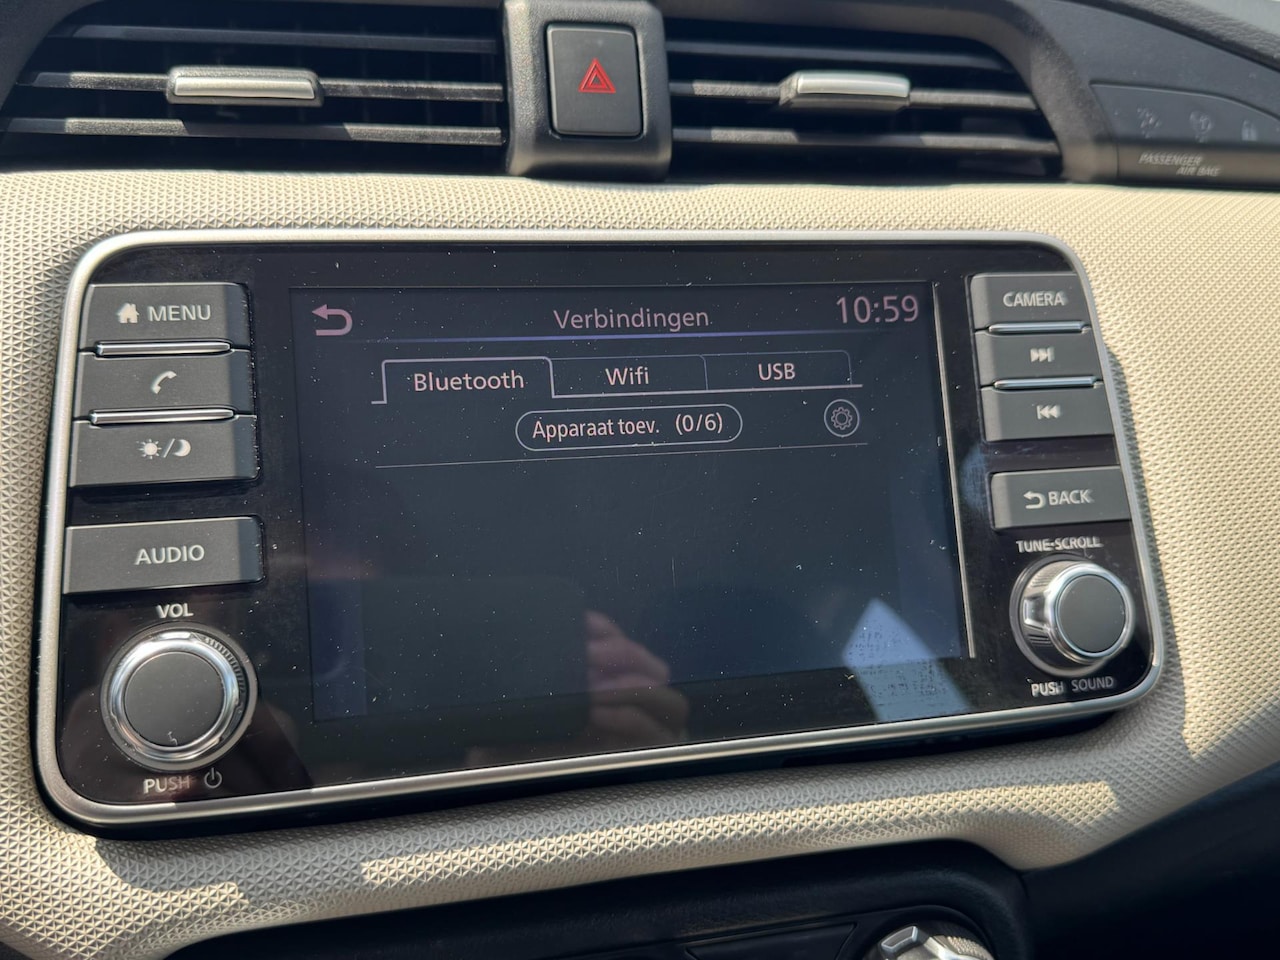 PASSENGER
AIR BAG
MENU
Verbindingen
10:59
CAMERA
Bluetooth
Wifi
USB
Apparaat toev. (0/6)
BACK
AUDIO
TUNE·SCROLL
VOL
PUSH SOUND
PUSH